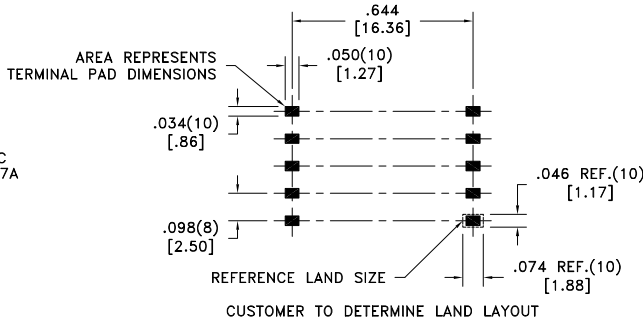 .644
[16.36]
AREA REPRESENTS
TERMINAL PAD DIMENSIONS
.050(10)
[1.27]
.034(10)
[.86]
C
7A
.046 REF.(10)
[1.17]
.098(8)
[2.50]
REFERENCE LAND SIZE
.074 REF.(10)
[1.88]
CUSTOMER TO DETERMINE LAND LAYOUT